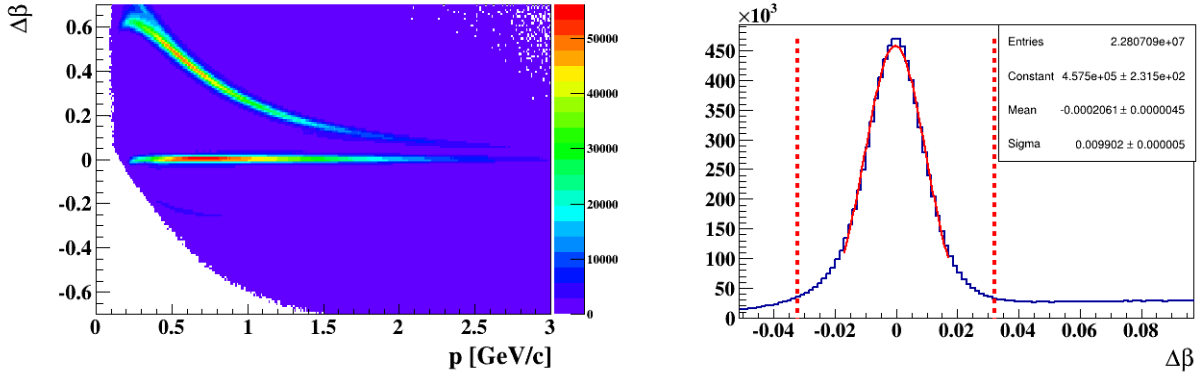 Δβ
0.6
0.4
0.2
0
-0.2
-0.4
-0.6
0 0.5 1 1.5 2 2.5 3
p [GeV/c]
50000
40000
30000
20000
10000
0
×10³
450
400
350
300
250
200
150
100
50
0
-0.04 -0.02 0 0.02 0.04 0.06 0.08
Δβ
Entries 2.280709e+07
Constant 4.575e+05 ± 2.315e+02
Mean -0.0002061 ± 0.0000045
Sigma 0.009902 ± 0.000005